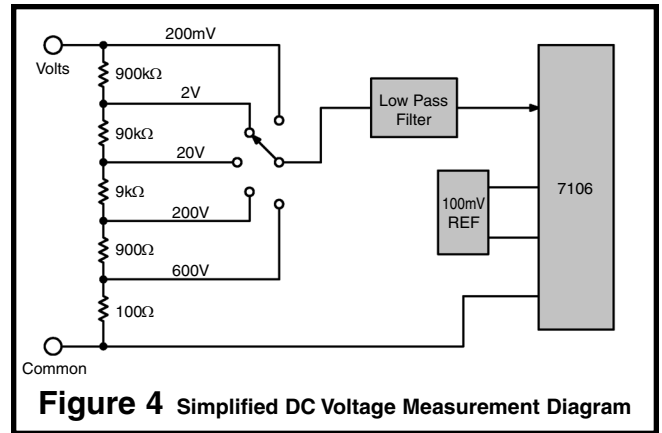 200mV
Volts
900kΩ
2V
Low Pass
Filter
90kΩ
20V
7106
9kΩ
100mV
REF
200V
900Ω
600V
100Ω
Common
Figure 4 Simplified DC Voltage Measurement Diagram